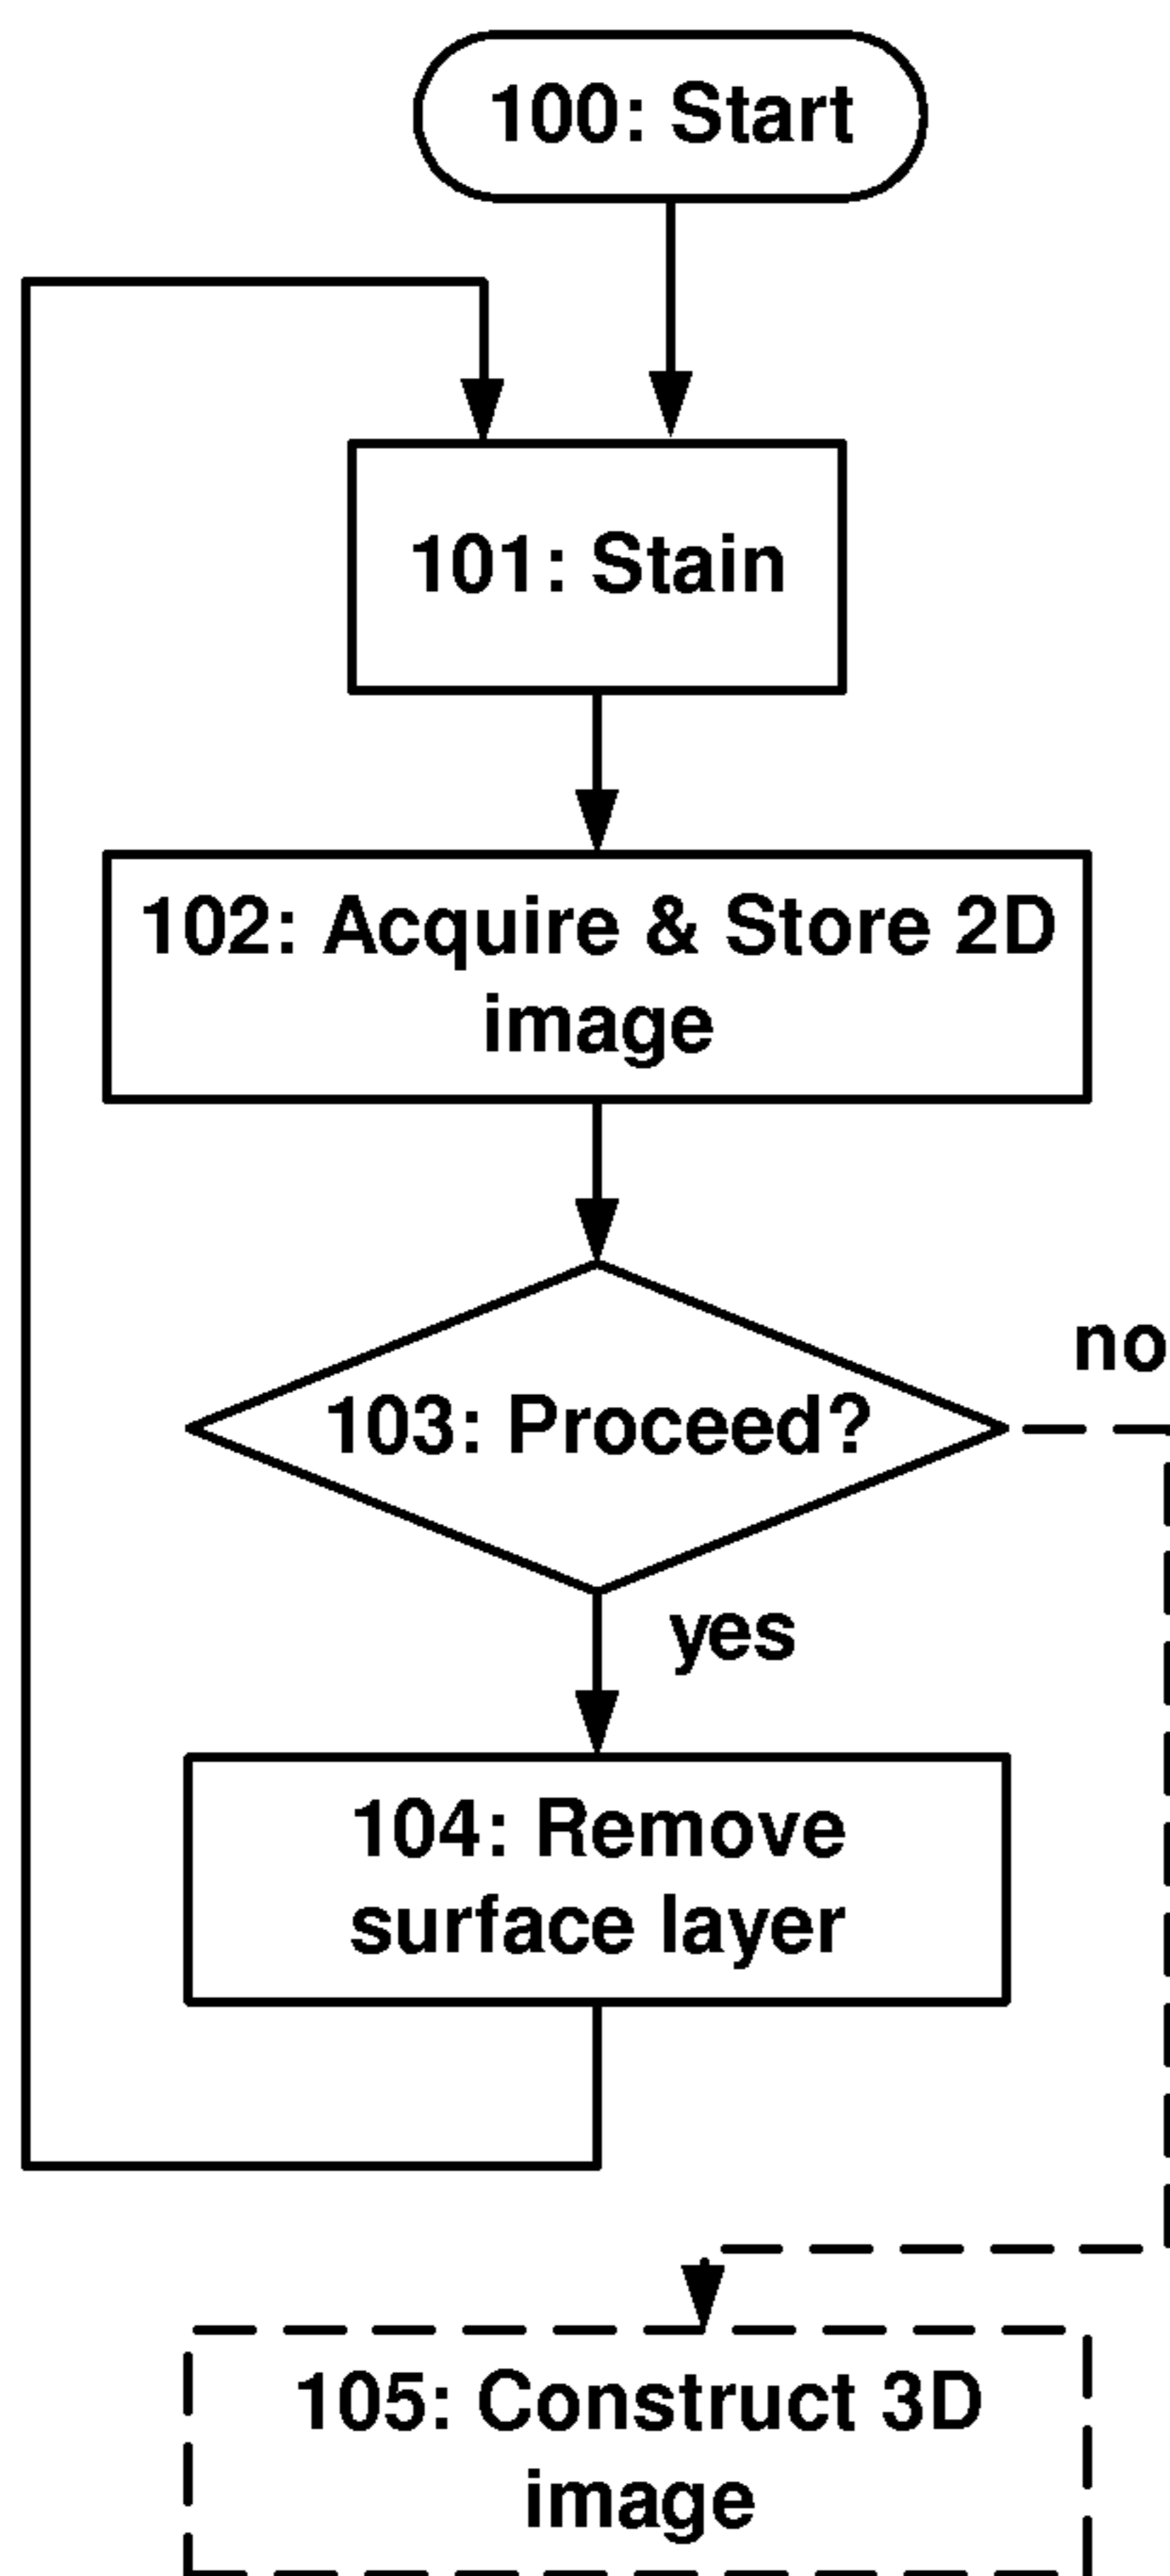 100: Start
101: Stain
102: Acquire & Store 2D
image
103: Proceed?
no
yes
104: Remove
surface layer
105: Construct 3D
image